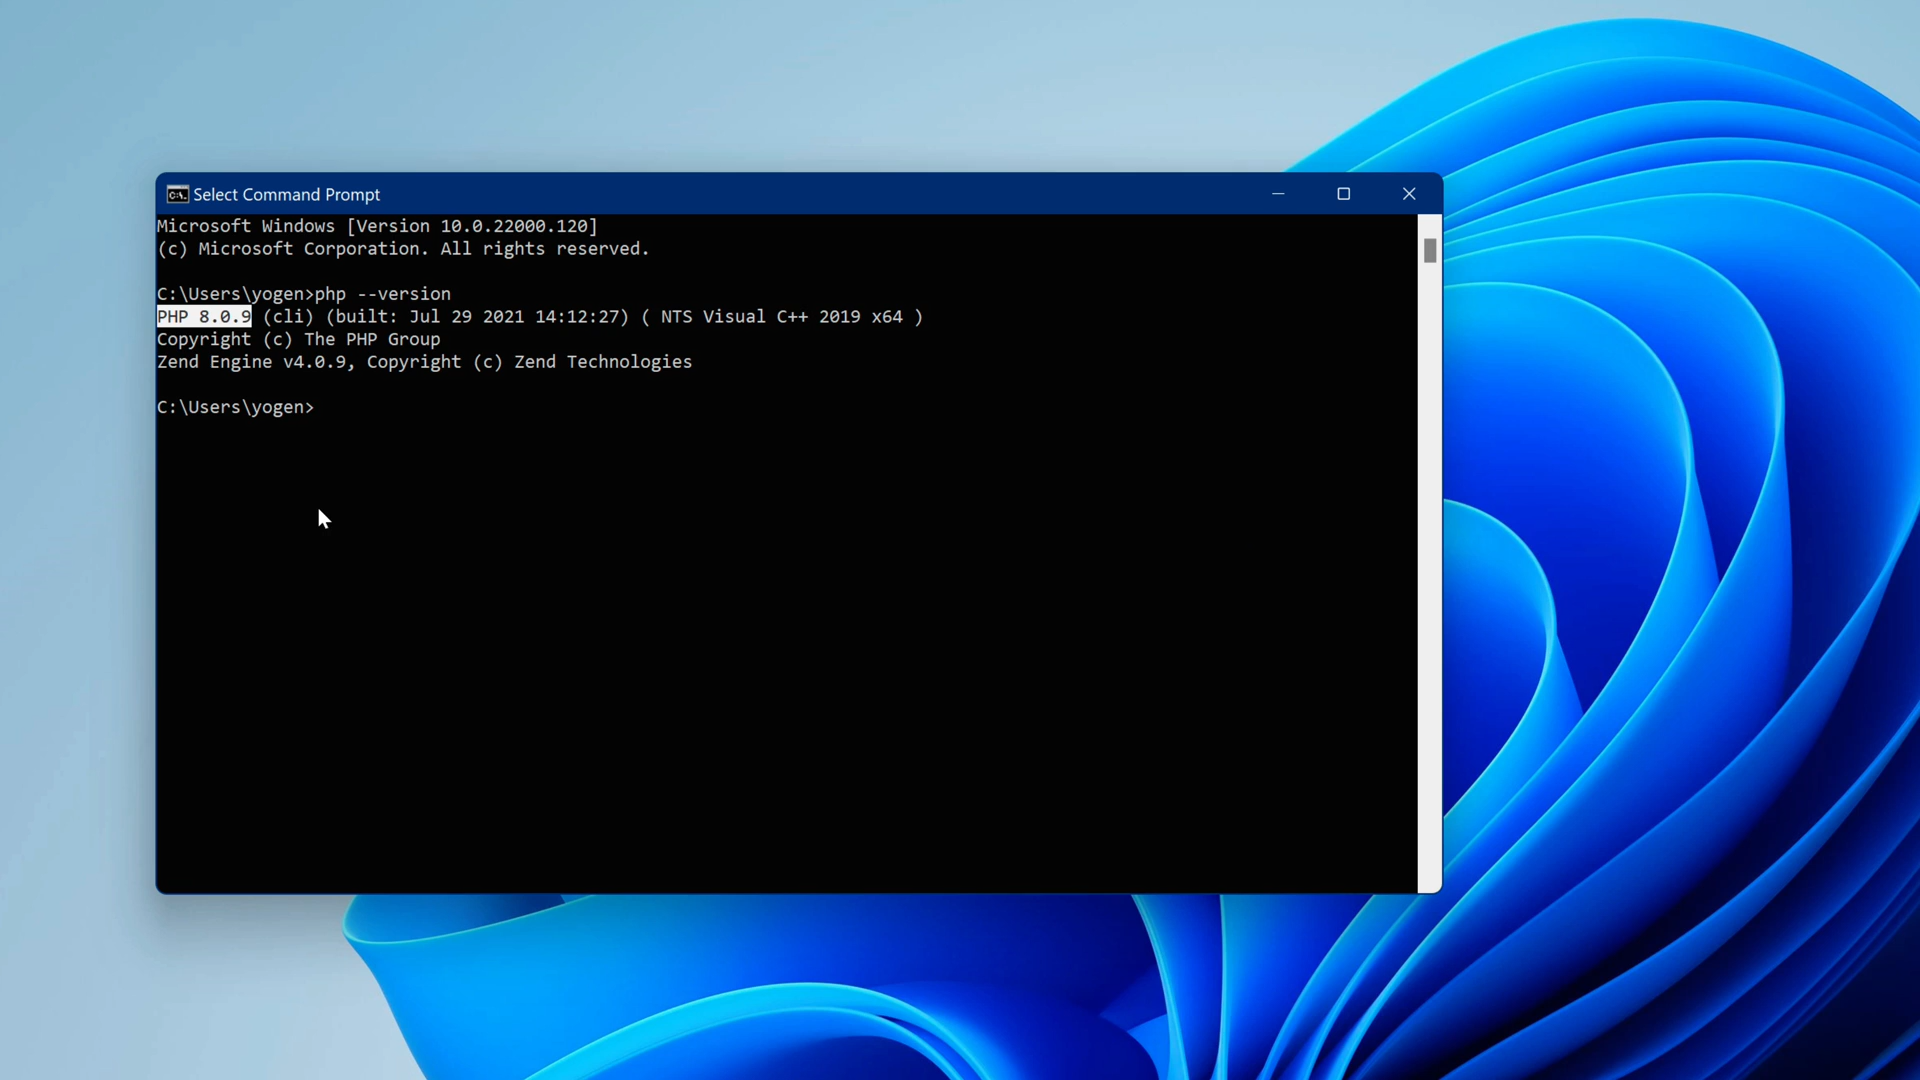 Select Command Prompt
Microsoft Windows [Version 10.0.22000.120]
(c) Microsoft Corporation. All rights reserved.
C:\Users\yogen>php --version
PHP 8.0.9 (cli) (built: Jul 29 2021 14:12:27) ( NTS Visual C++ 2019 x64 )
Copyright (c) The PHP Group
Zend Engine v4.0.9, Copyright (c) Zend Technologies
C:\Users\yogen>